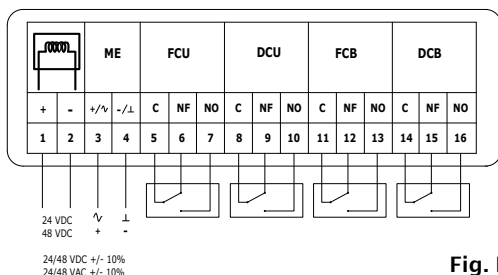 ME FCU DCU FCB DCB
+ - +/∿ -/⊥ C NF NO C NF NO C NF NO C NF NO
1 2 3 4 5 6 7 8 9 10 11 12 13 14 15 16
24 VDC ∿ ⊥
48 VDC + -
24/48 VDC +/- 10%
24/48 VAC +/- 10%
Fig.